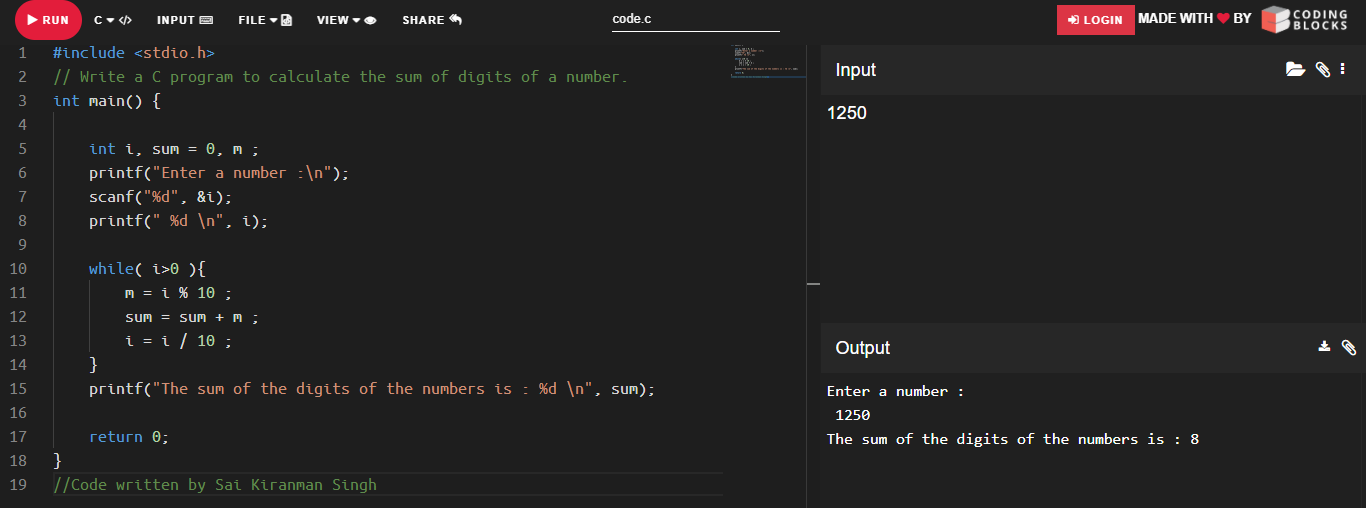 RUN C </> INPUT FILE VIEW SHARE code.c LOGIN MADE WITH BY CODING BLOCKS
1 #include <stdio.h>
2 // Write a C program to calculate the sum of digits of a number.
3 int main() {
4
5 int i, sum = 0, m ;
6 printf("Enter a number :\n");
7 scanf("%d", &i);
8 printf(" %d \n", i);
9
10 while( i>0 ){
11 m = i % 10 ;
12 sum = sum + m ;
13 i = i / 10 ;
14 }
15 printf("The sum of the digits of the numbers is : %d \n", sum);
16
17 return 0;
18 }
19 //Code written by Sai Kiranman Singh
Input
1250
Output
Enter a number :
1250
The sum of the digits of the numbers is : 8